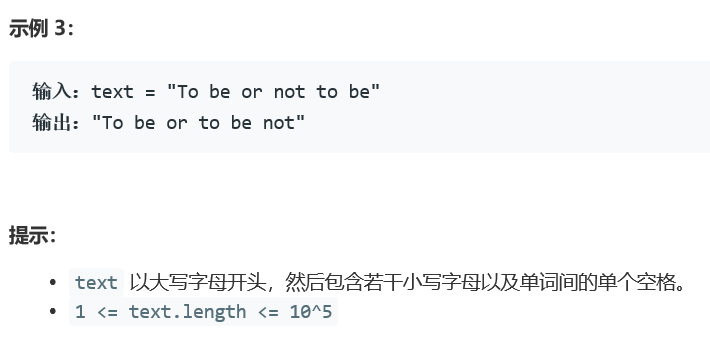 示例 3：
输入：text = "To be or not to be"
输出："To be or to be not"
提示：
text 以大写字母开头，然后包含若干小写字母以及单词间的单个空格。
1 <= text.length <= 10^5